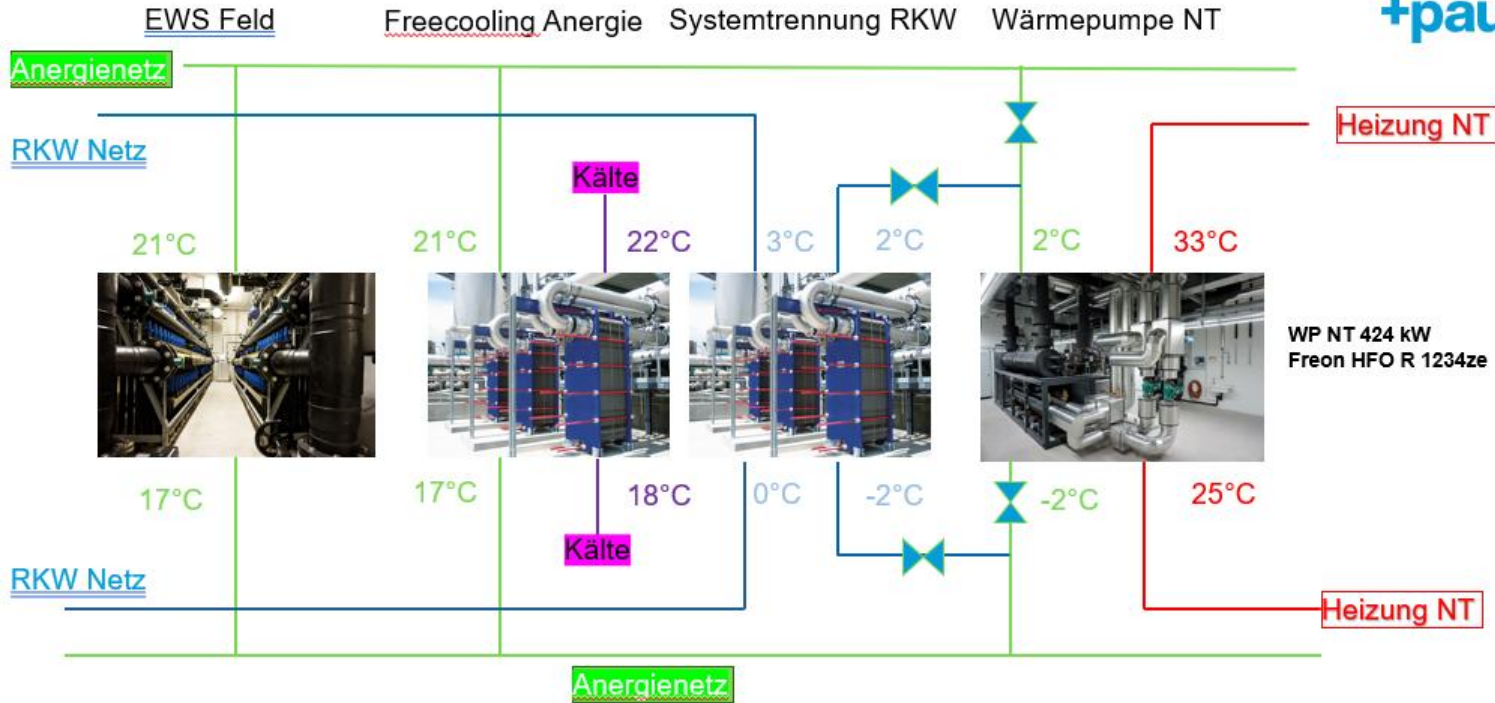 EWS Feld Freecooling Anergie Systemtrennung RKW Wärmepumpe NT
+pau
Anergienetz
RKW Netz
Heizung NT
Kälte
21°C 21°C 22°C 3°C 2°C 2°C 33°C
WP NT 424 kW
Freon HFO R 1234ze
17°C 17°C 18°C 0°C -2°C -2°C 25°C
Kälte
RKW Netz
Heizung NT
Anergienetz